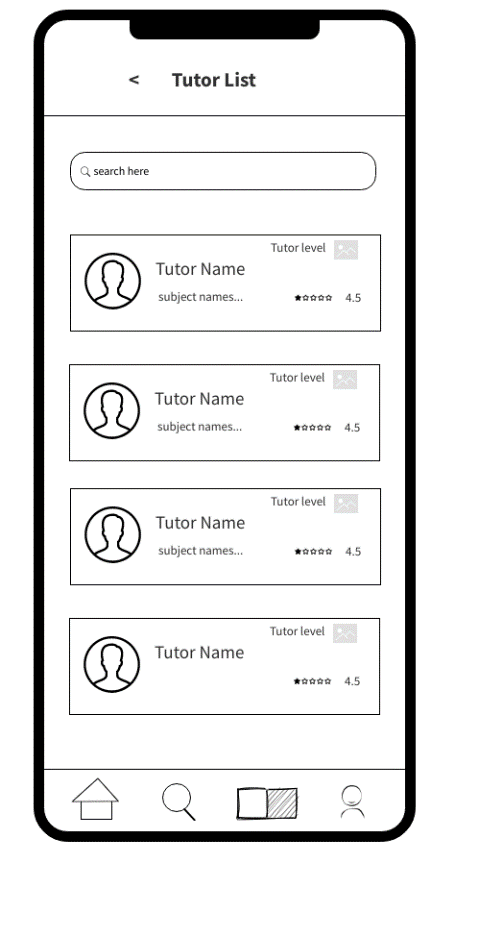 < Tutor List
search here
Tutor level
Tutor Name
subject names...
4.5
Tutor level
Tutor Name
subject names...
4.5
Tutor level
Tutor Name
subject names...
4.5
Tutor level
Tutor Name
4.5